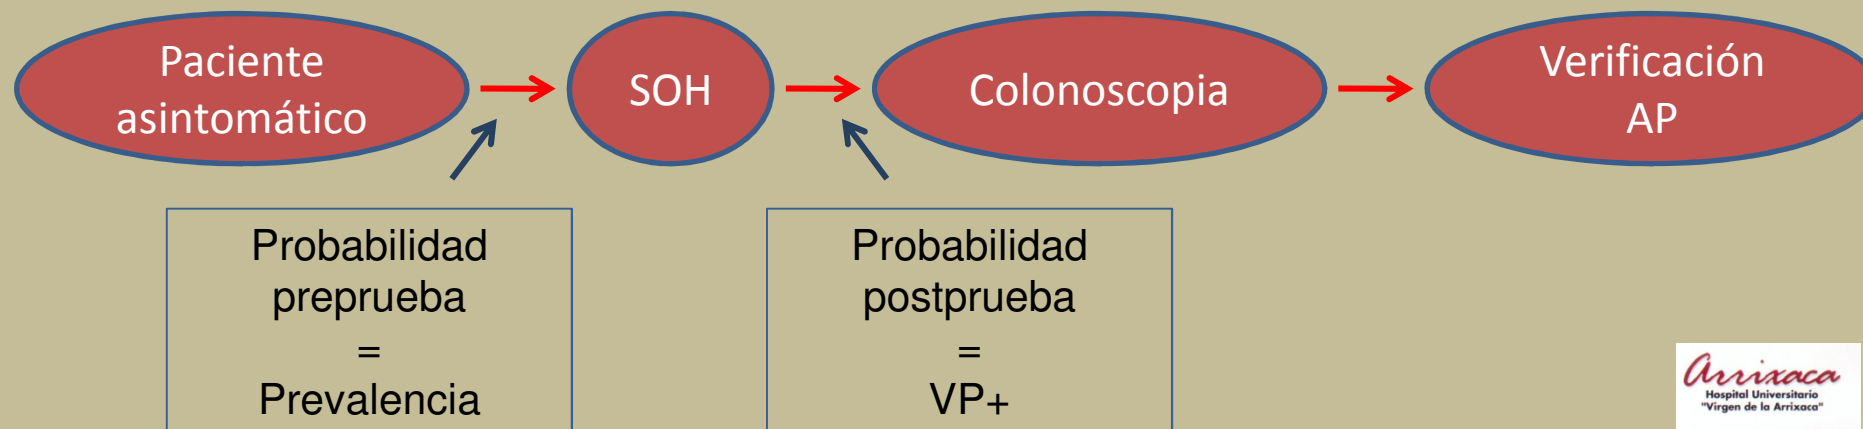 Paciente
asintomático
SOH
Colonoscopia
Verificación
AP
Probabilidad
preprueba
=
Prevalencia
Probabilidad
postprueba
=
VP+
Arrixaca
Hospital Universitario
"Virgen de la Arrixaca"